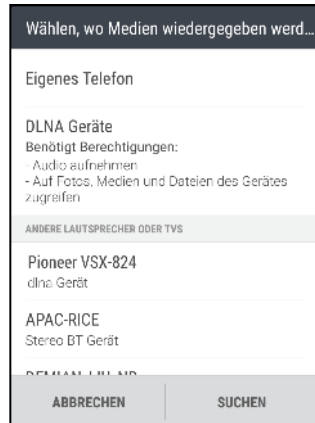 Wählen, wo Medien wiedergegeben werd...
Eigenes Telefon
DLNA Geräte
Benötigt Berechtigungen:
- Audio aufnehmen
- Auf Fotos, Medien und Dateien des Gerätes
zugreifen
ANDERE LAUTSPRECHER ODER TVS
Pioneer VSX-824
dlna Gerät
APAC-RICE
Stereo BT Gerät
ABBRECHEN
SUCHEN